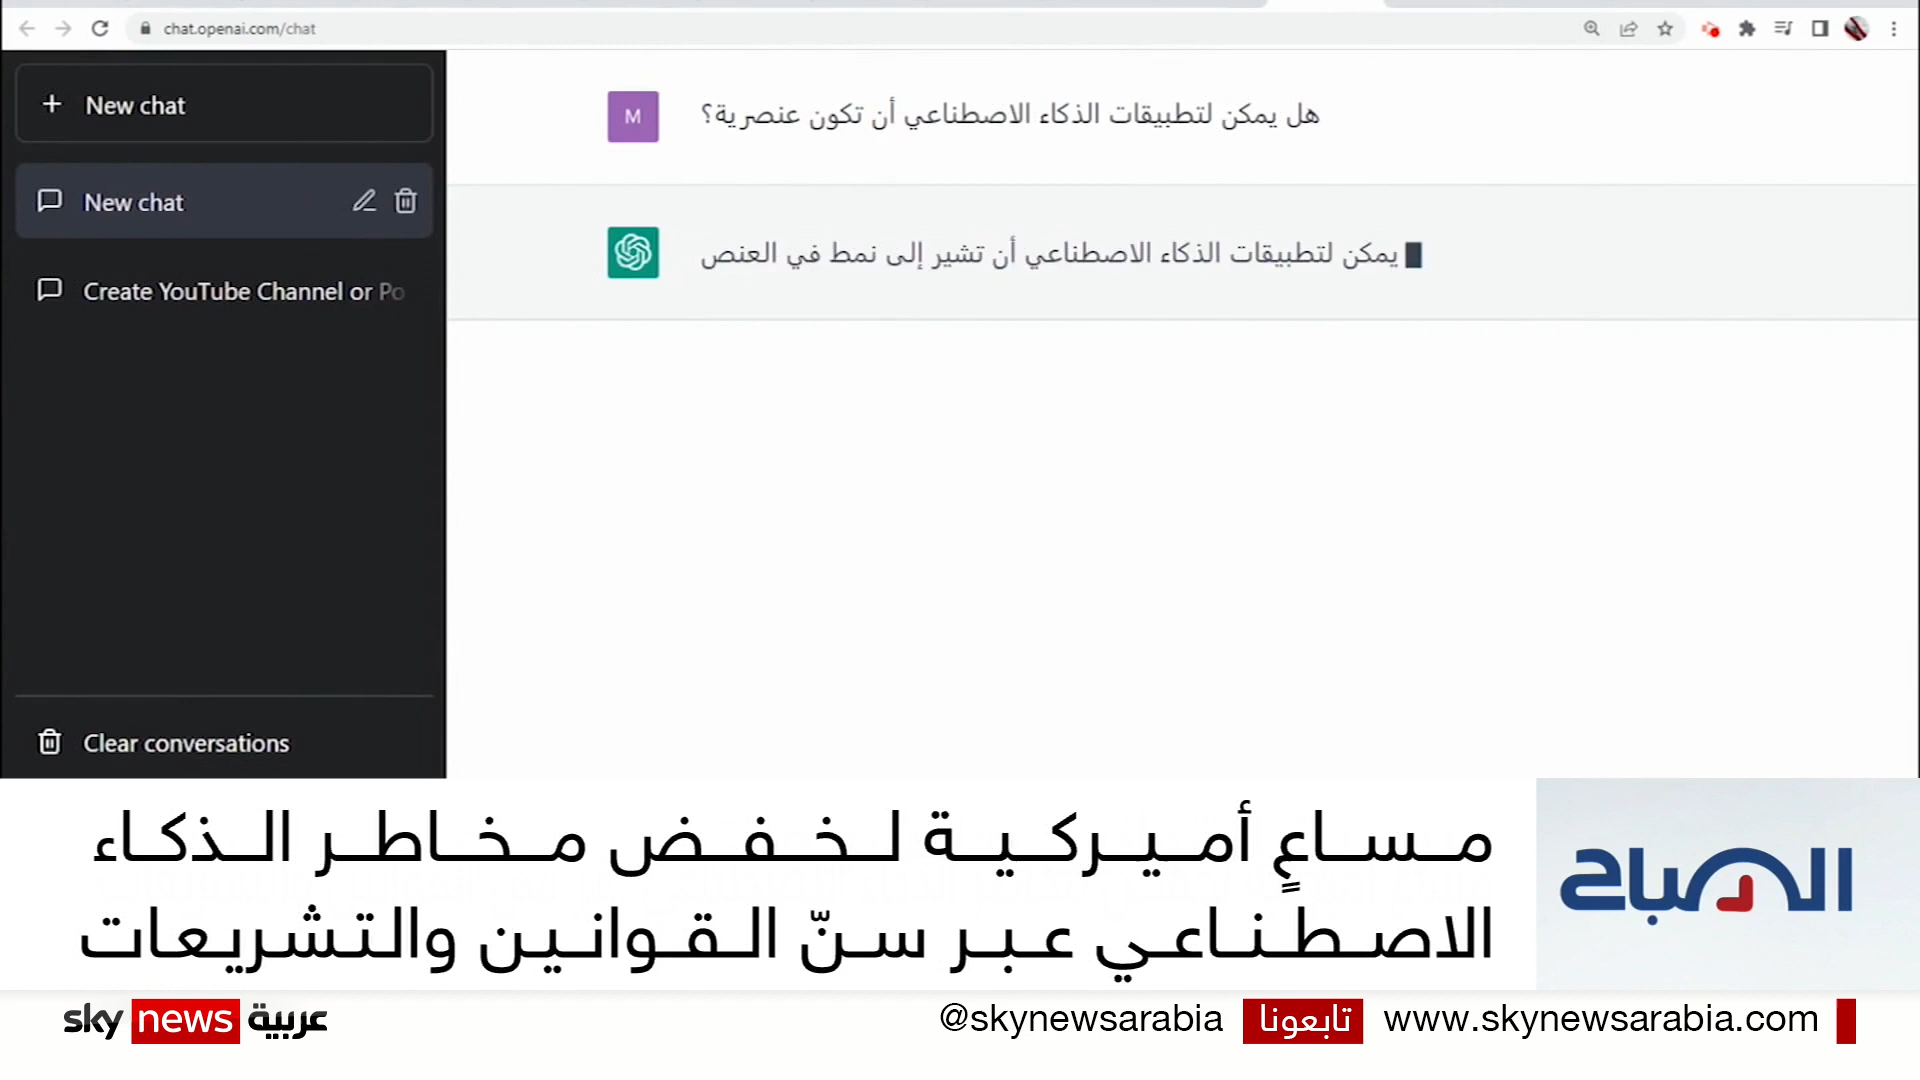 chat.openai.com/chat
New chat
New chat
Create YouTube Channel or Po
Clear conversations
M
هل يمكن لتطبيقات الذكاء الاصطناعي أن تكون عنصرية؟
يمكن لتطبيقات الذكاء الاصطناعي أن تشير إلى نمط في العنص
مساعٍ أميركية لخفض مخاطر الذكاء
الاصطناعي عبر سنّ القوانين والتشريعات
الصباح
sky news عربية
@skynewsarabia تابعونا www.skynewsarabia.com